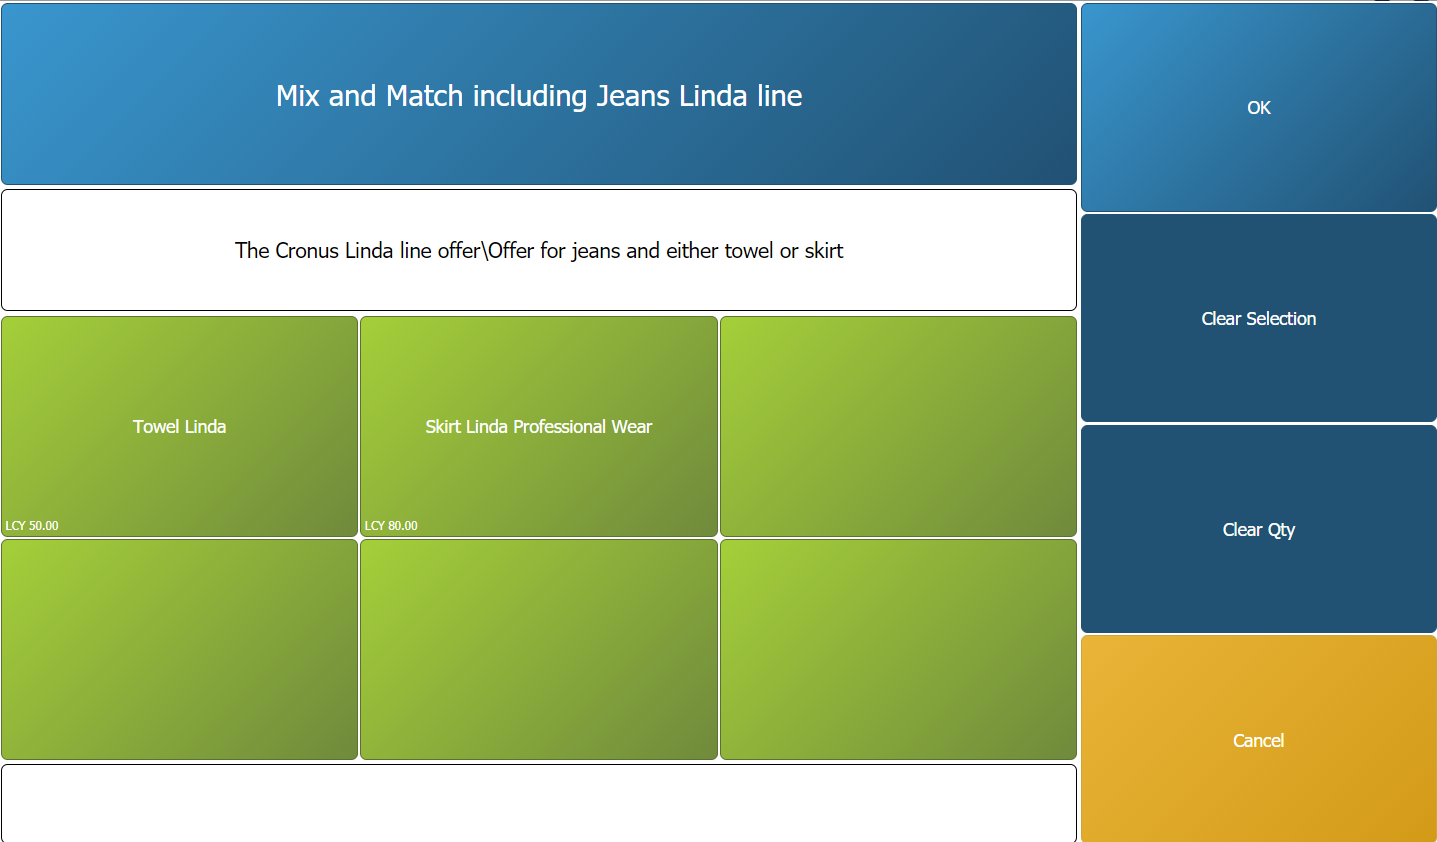 Mix and Match including Jeans Linda line
OK
The Cronus Linda line offer\Offer for jeans and either towel or skirt
Clear Selection
Towel Linda
LCY 50.00
Skirt Linda Professional Wear
LCY 80.00
Clear Qty
Cancel